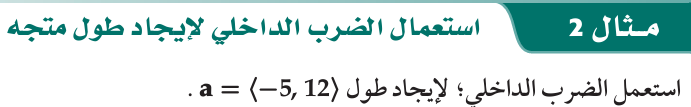 مـثال 2 استعمال الضرب الداخلي لإيجاد طول متجه
استعمل الضرب الداخلي؛ لإيجاد طول a = ⟨−5, 12⟩ .